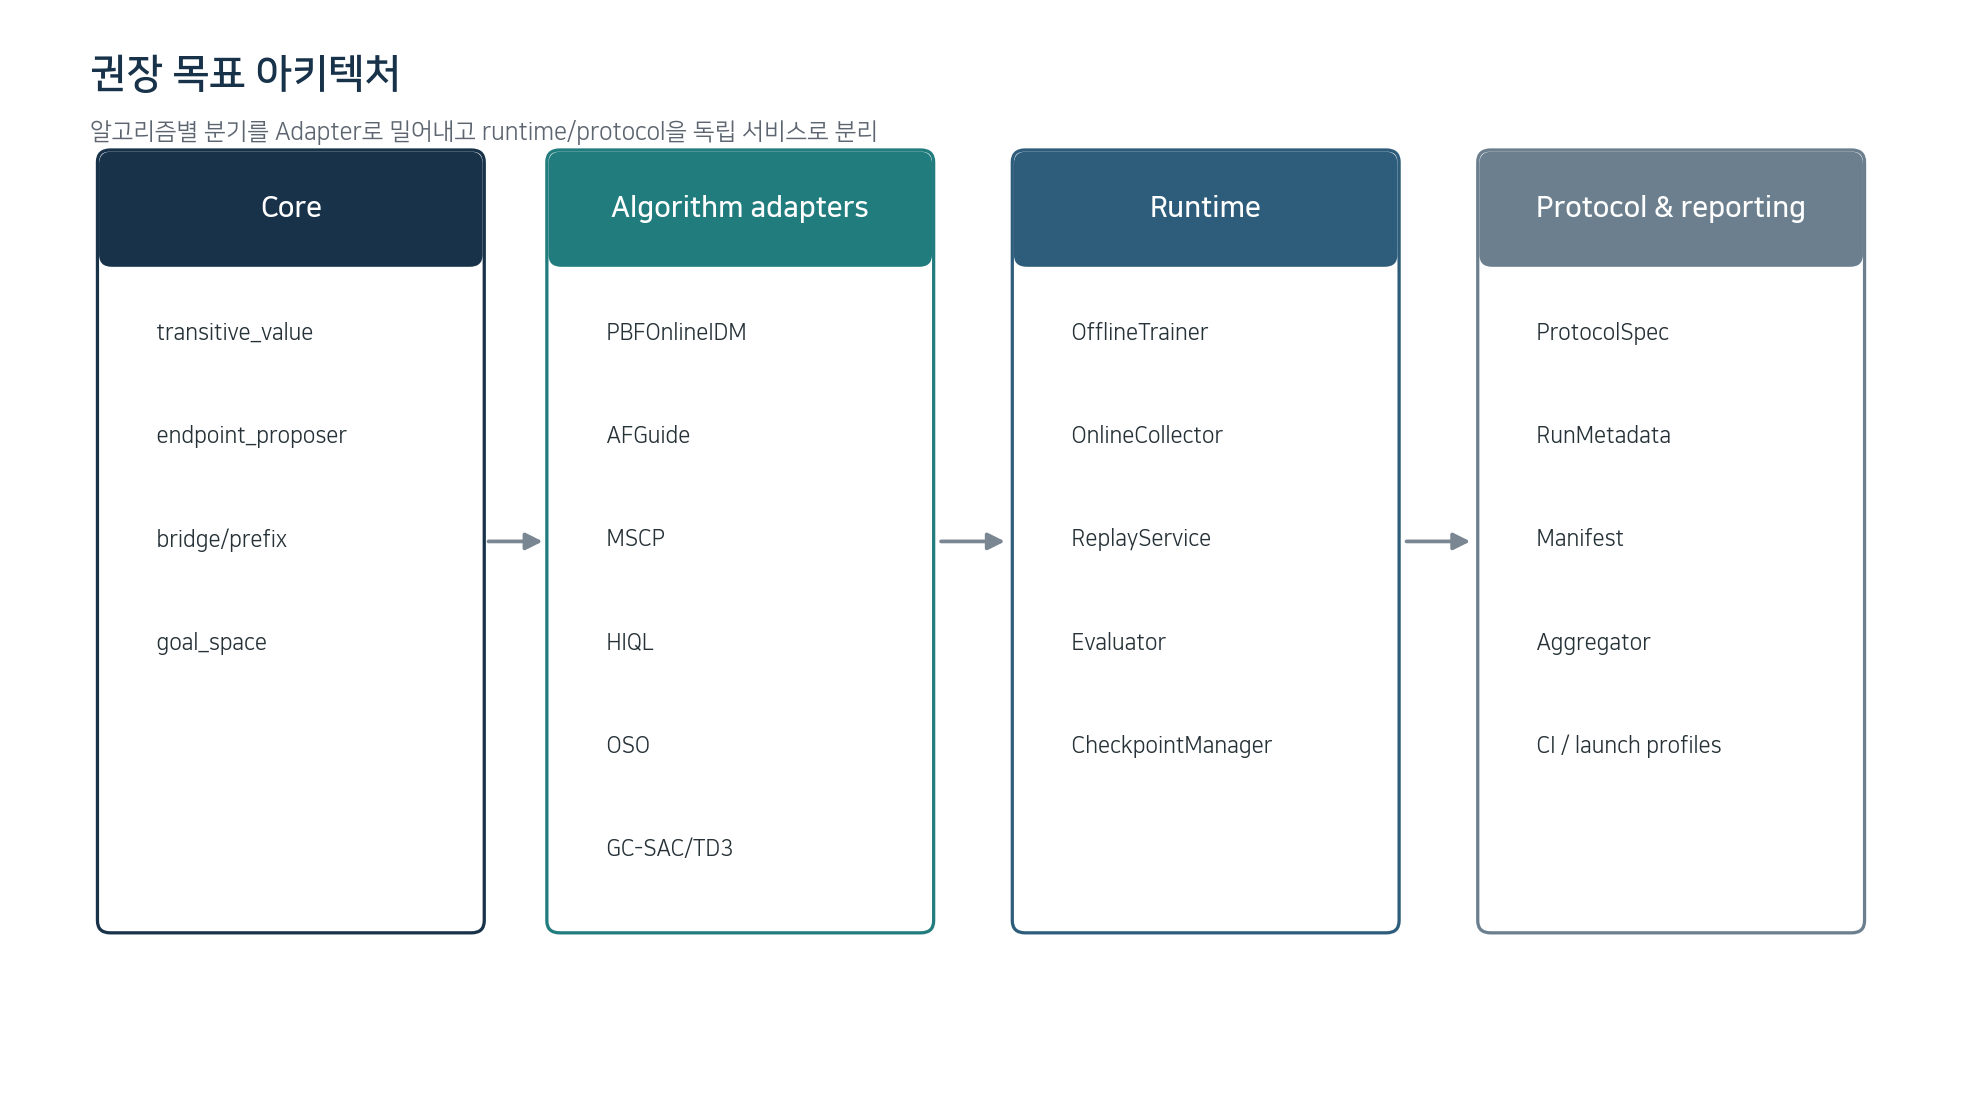 권장 목표 아키텍처
알고리즘별 분기를 Adapter로 밀어내고 runtime/protocol을 독립 서비스로 분리
Core
transitive_value
endpoint_proposer
bridge/prefix
goal_space
Algorithm adapters
PBFOnlineIDM
AFGuide
MSCP
HIQL
OSO
GC-SAC/TD3
Runtime
OfflineTrainer
OnlineCollector
ReplayService
Evaluator
CheckpointManager
Protocol & reporting
ProtocolSpec
RunMetadata
Manifest
Aggregator
CI / launch profiles